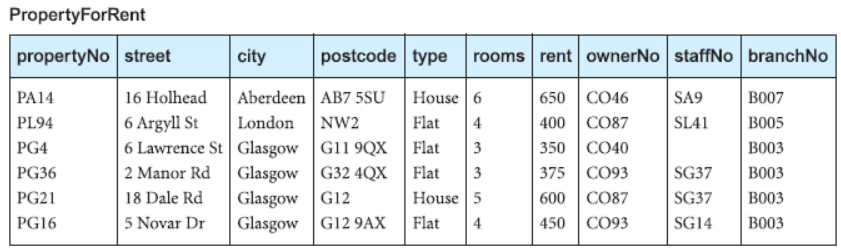 PropertyForRent
propertyNo street city postcode type rooms rent ownerNo staffNo branchNo
PA14 16 Holhead Aberdeen AB7 5SU House 6 650 CO46 SA9 B007
PL94 6 Argyll St London NW2 Flat 4 400 CO87 SL41 B005
PG4 6 Lawrence St Glasgow G11 9QX Flat 3 350 CO40 B003
PG36 2 Manor Rd Glasgow G32 4QX Flat 3 375 CO93 SG37 B003
PG21 18 Dale Rd Glasgow G12 House 5 600 CO87 SG37 B003
PG16 5 Novar Dr Glasgow G12 9AX Flat 4 450 CO93 SG14 B003